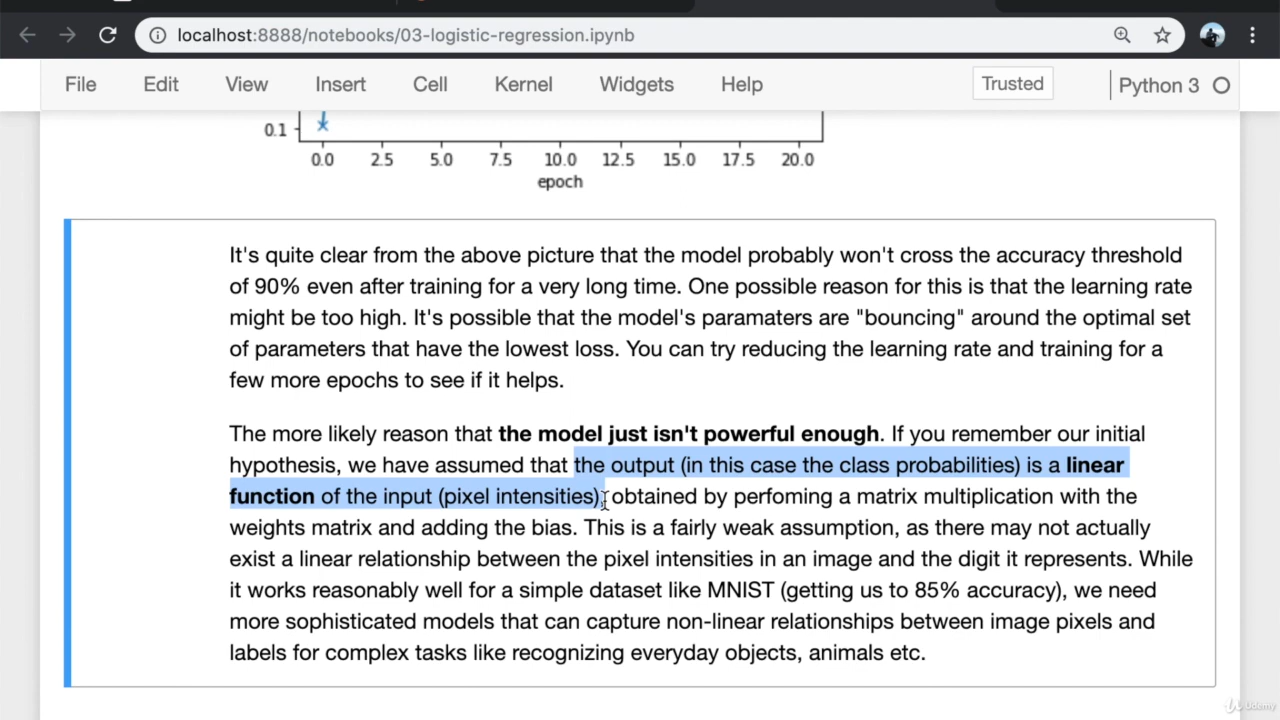 localhost:8888/notebooks/03-logistic-regression.ipynb
File Edit View Insert Cell Kernel Widgets Help Trusted Python 3
0.1
0.0 2.5 5.0 7.5 10.0 12.5 15.0 17.5 20.0
epoch
It's quite clear from the above picture that the model probably won't cross the accuracy threshold
of 90% even after training for a very long time. One possible reason for this is that the learning rate
might be too high. It's possible that the model's paramaters are "bouncing" around the optimal set
of parameters that have the lowest loss. You can try reducing the learning rate and training for a
few more epochs to see if it helps.
The more likely reason that the model just isn't powerful enough. If you remember our initial
hypothesis, we have assumed that the output (in this case the class probabilities) is a linear
function of the input (pixel intensities), obtained by perfoming a matrix multiplication with the
weights matrix and adding the bias. This is a fairly weak assumption, as there may not actually
exist a linear relationship between the pixel intensities in an image and the digit it represents. While
it works reasonably well for a simple dataset like MNIST (getting us to 85% accuracy), we need
more sophisticated models that can capture non-linear relationships between image pixels and
labels for complex tasks like recognizing everyday objects, animals etc.
Udemy